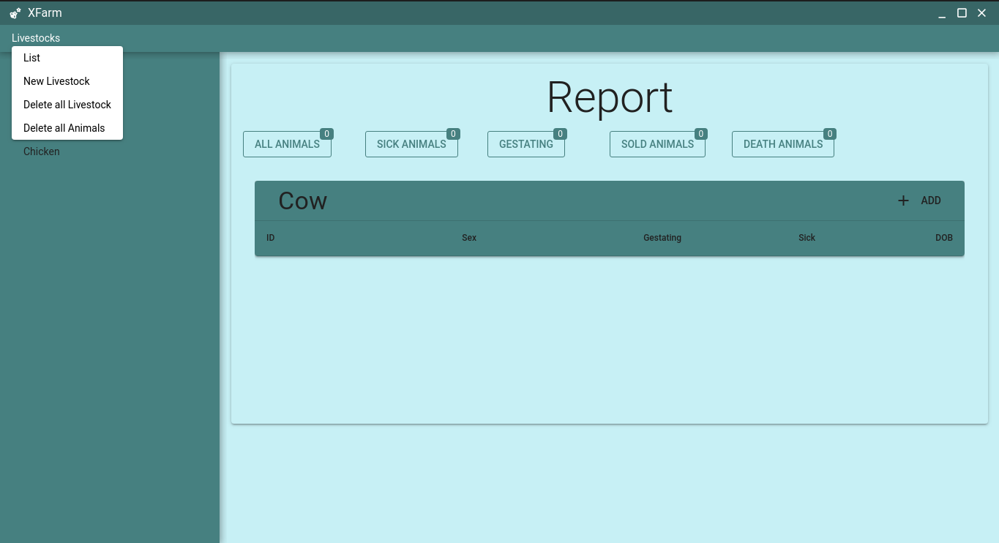 XFarm
Livestocks
List
New Livestock
Delete all Livestock
Delete all Animals
Chicken
Report
ALL ANIMALS 0 SICK ANIMALS 0 GESTATING 0 SOLD ANIMALS 0 DEATH ANIMALS 0
Cow ADD
ID Sex Gestating Sick DOB